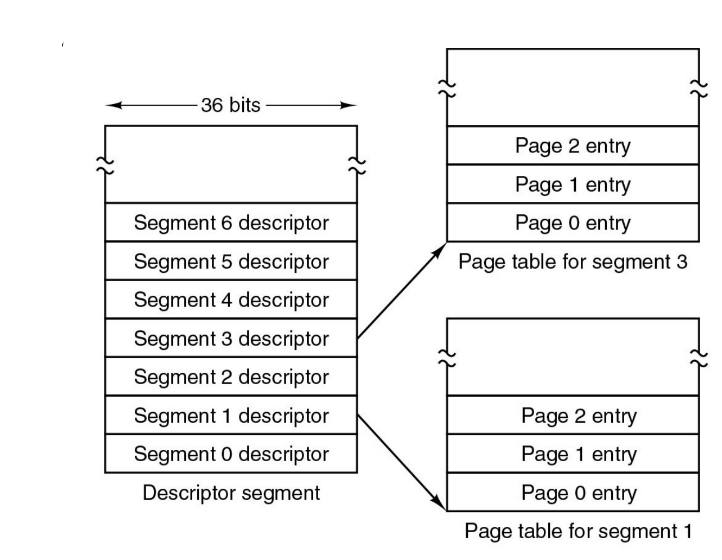 36 bits
Segment 6 descriptor
Segment 5 descriptor
Segment 4 descriptor
Segment 3 descriptor
Segment 2 descriptor
Segment 1 descriptor
Segment 0 descriptor
Descriptor segment
Page 2 entry
Page 1 entry
Page 0 entry
Page table for segment 3
Page 2 entry
Page 1 entry
Page 0 entry
Page table for segment 1